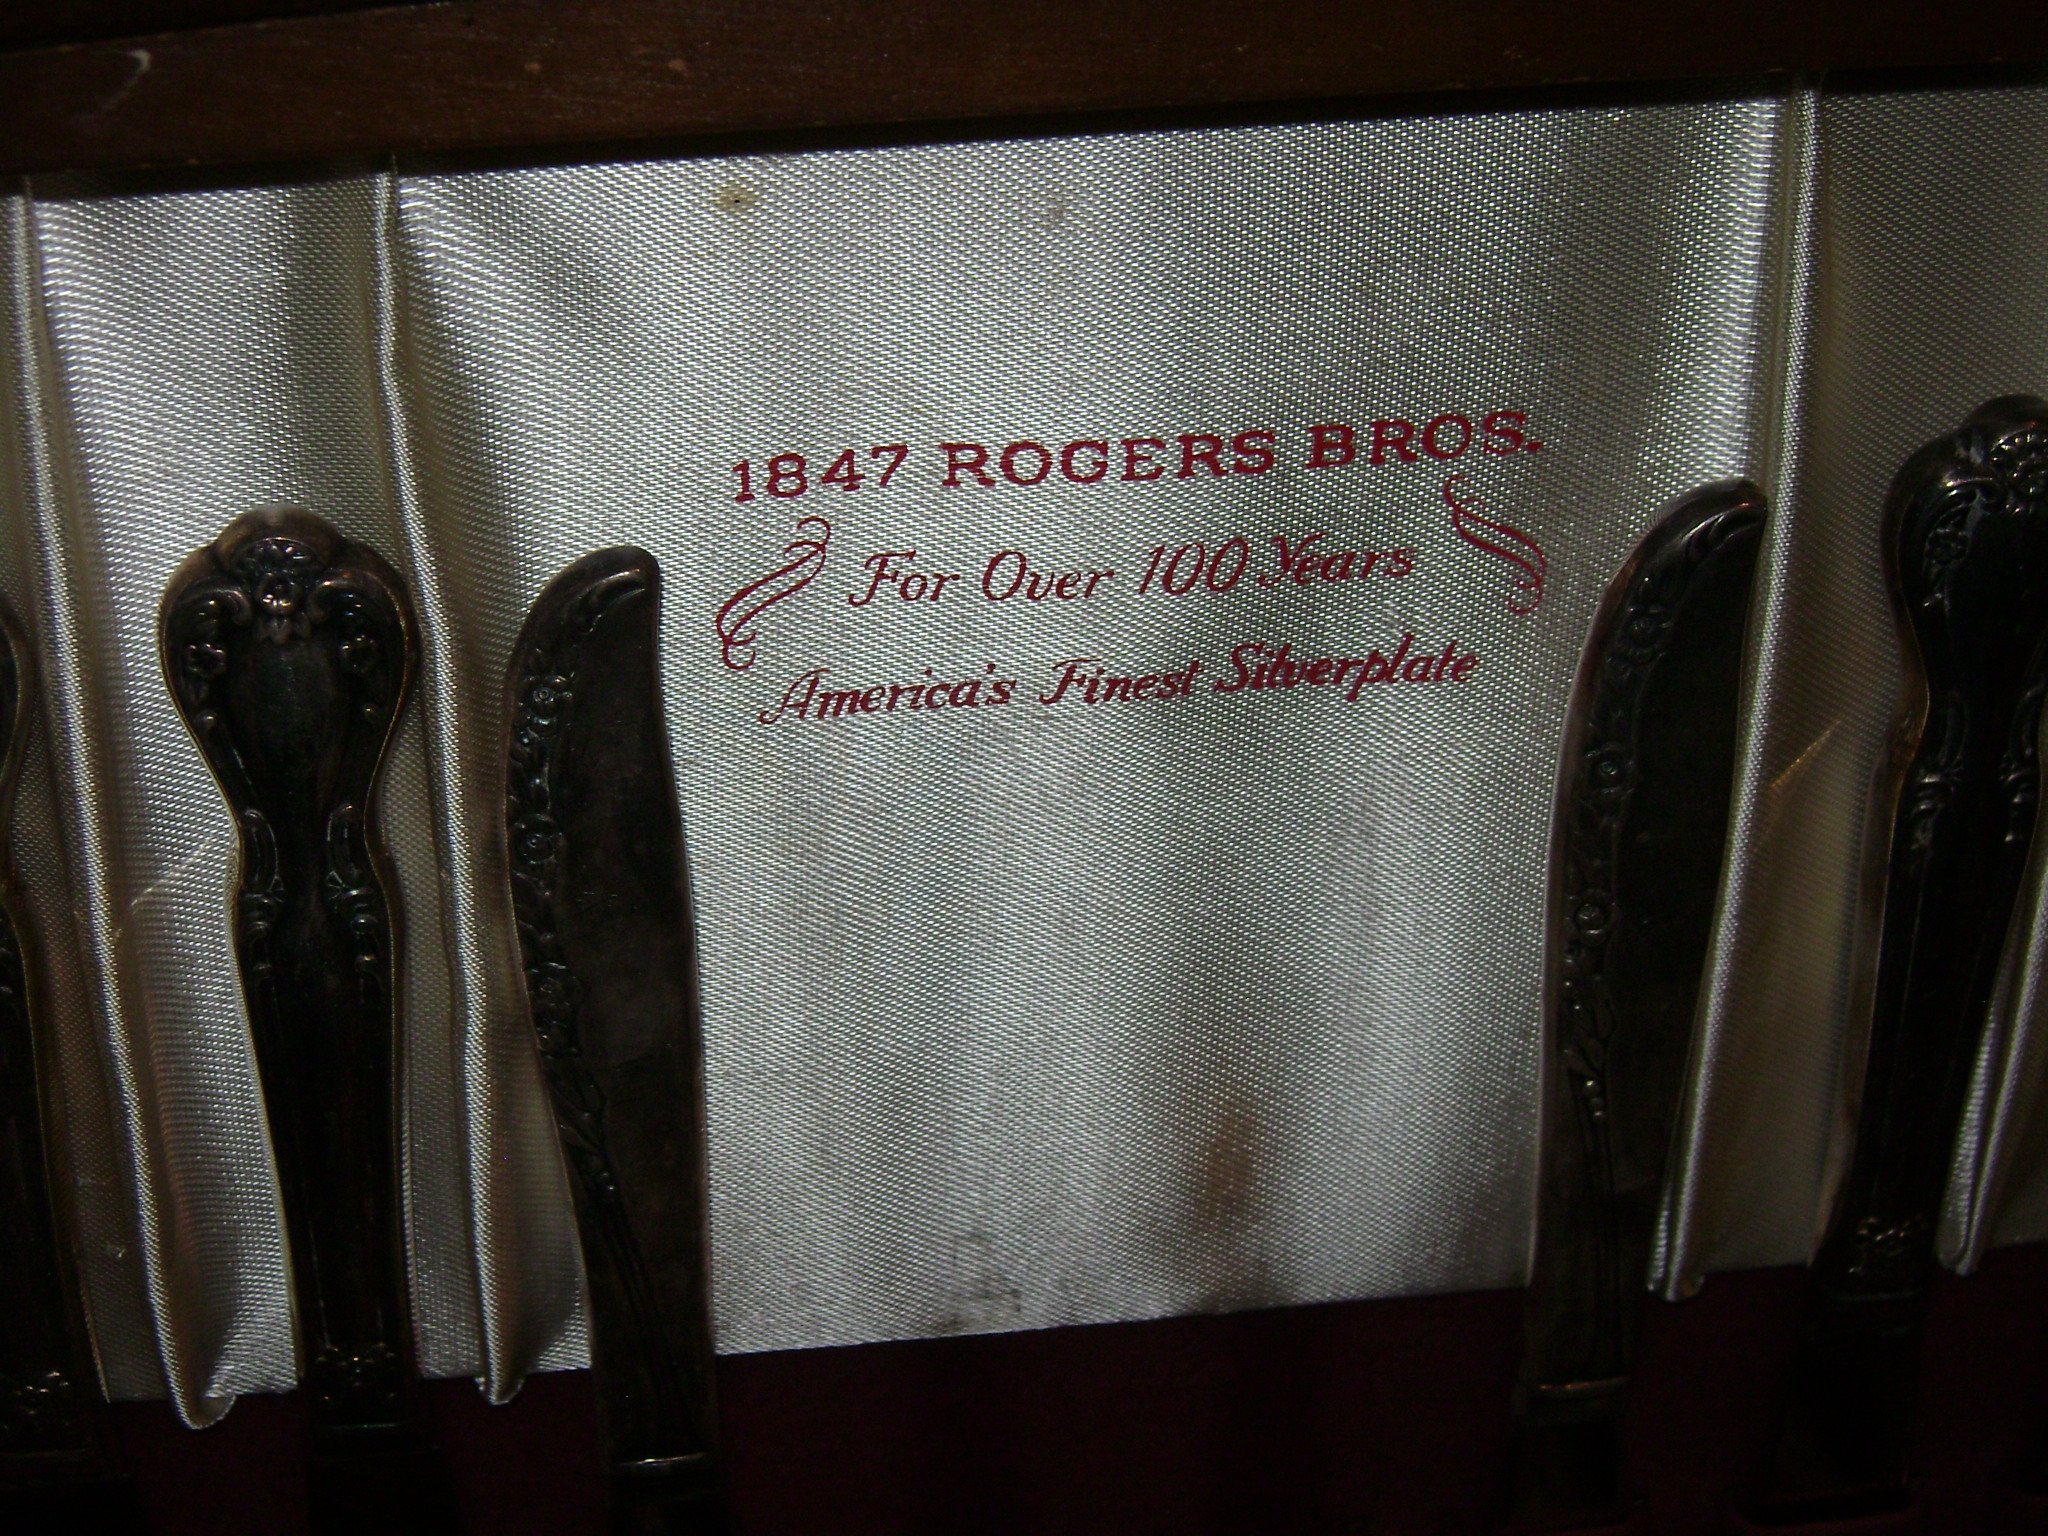 1847 ROGERS BROS.
For Over 100 Years
America's Finest Silverplate